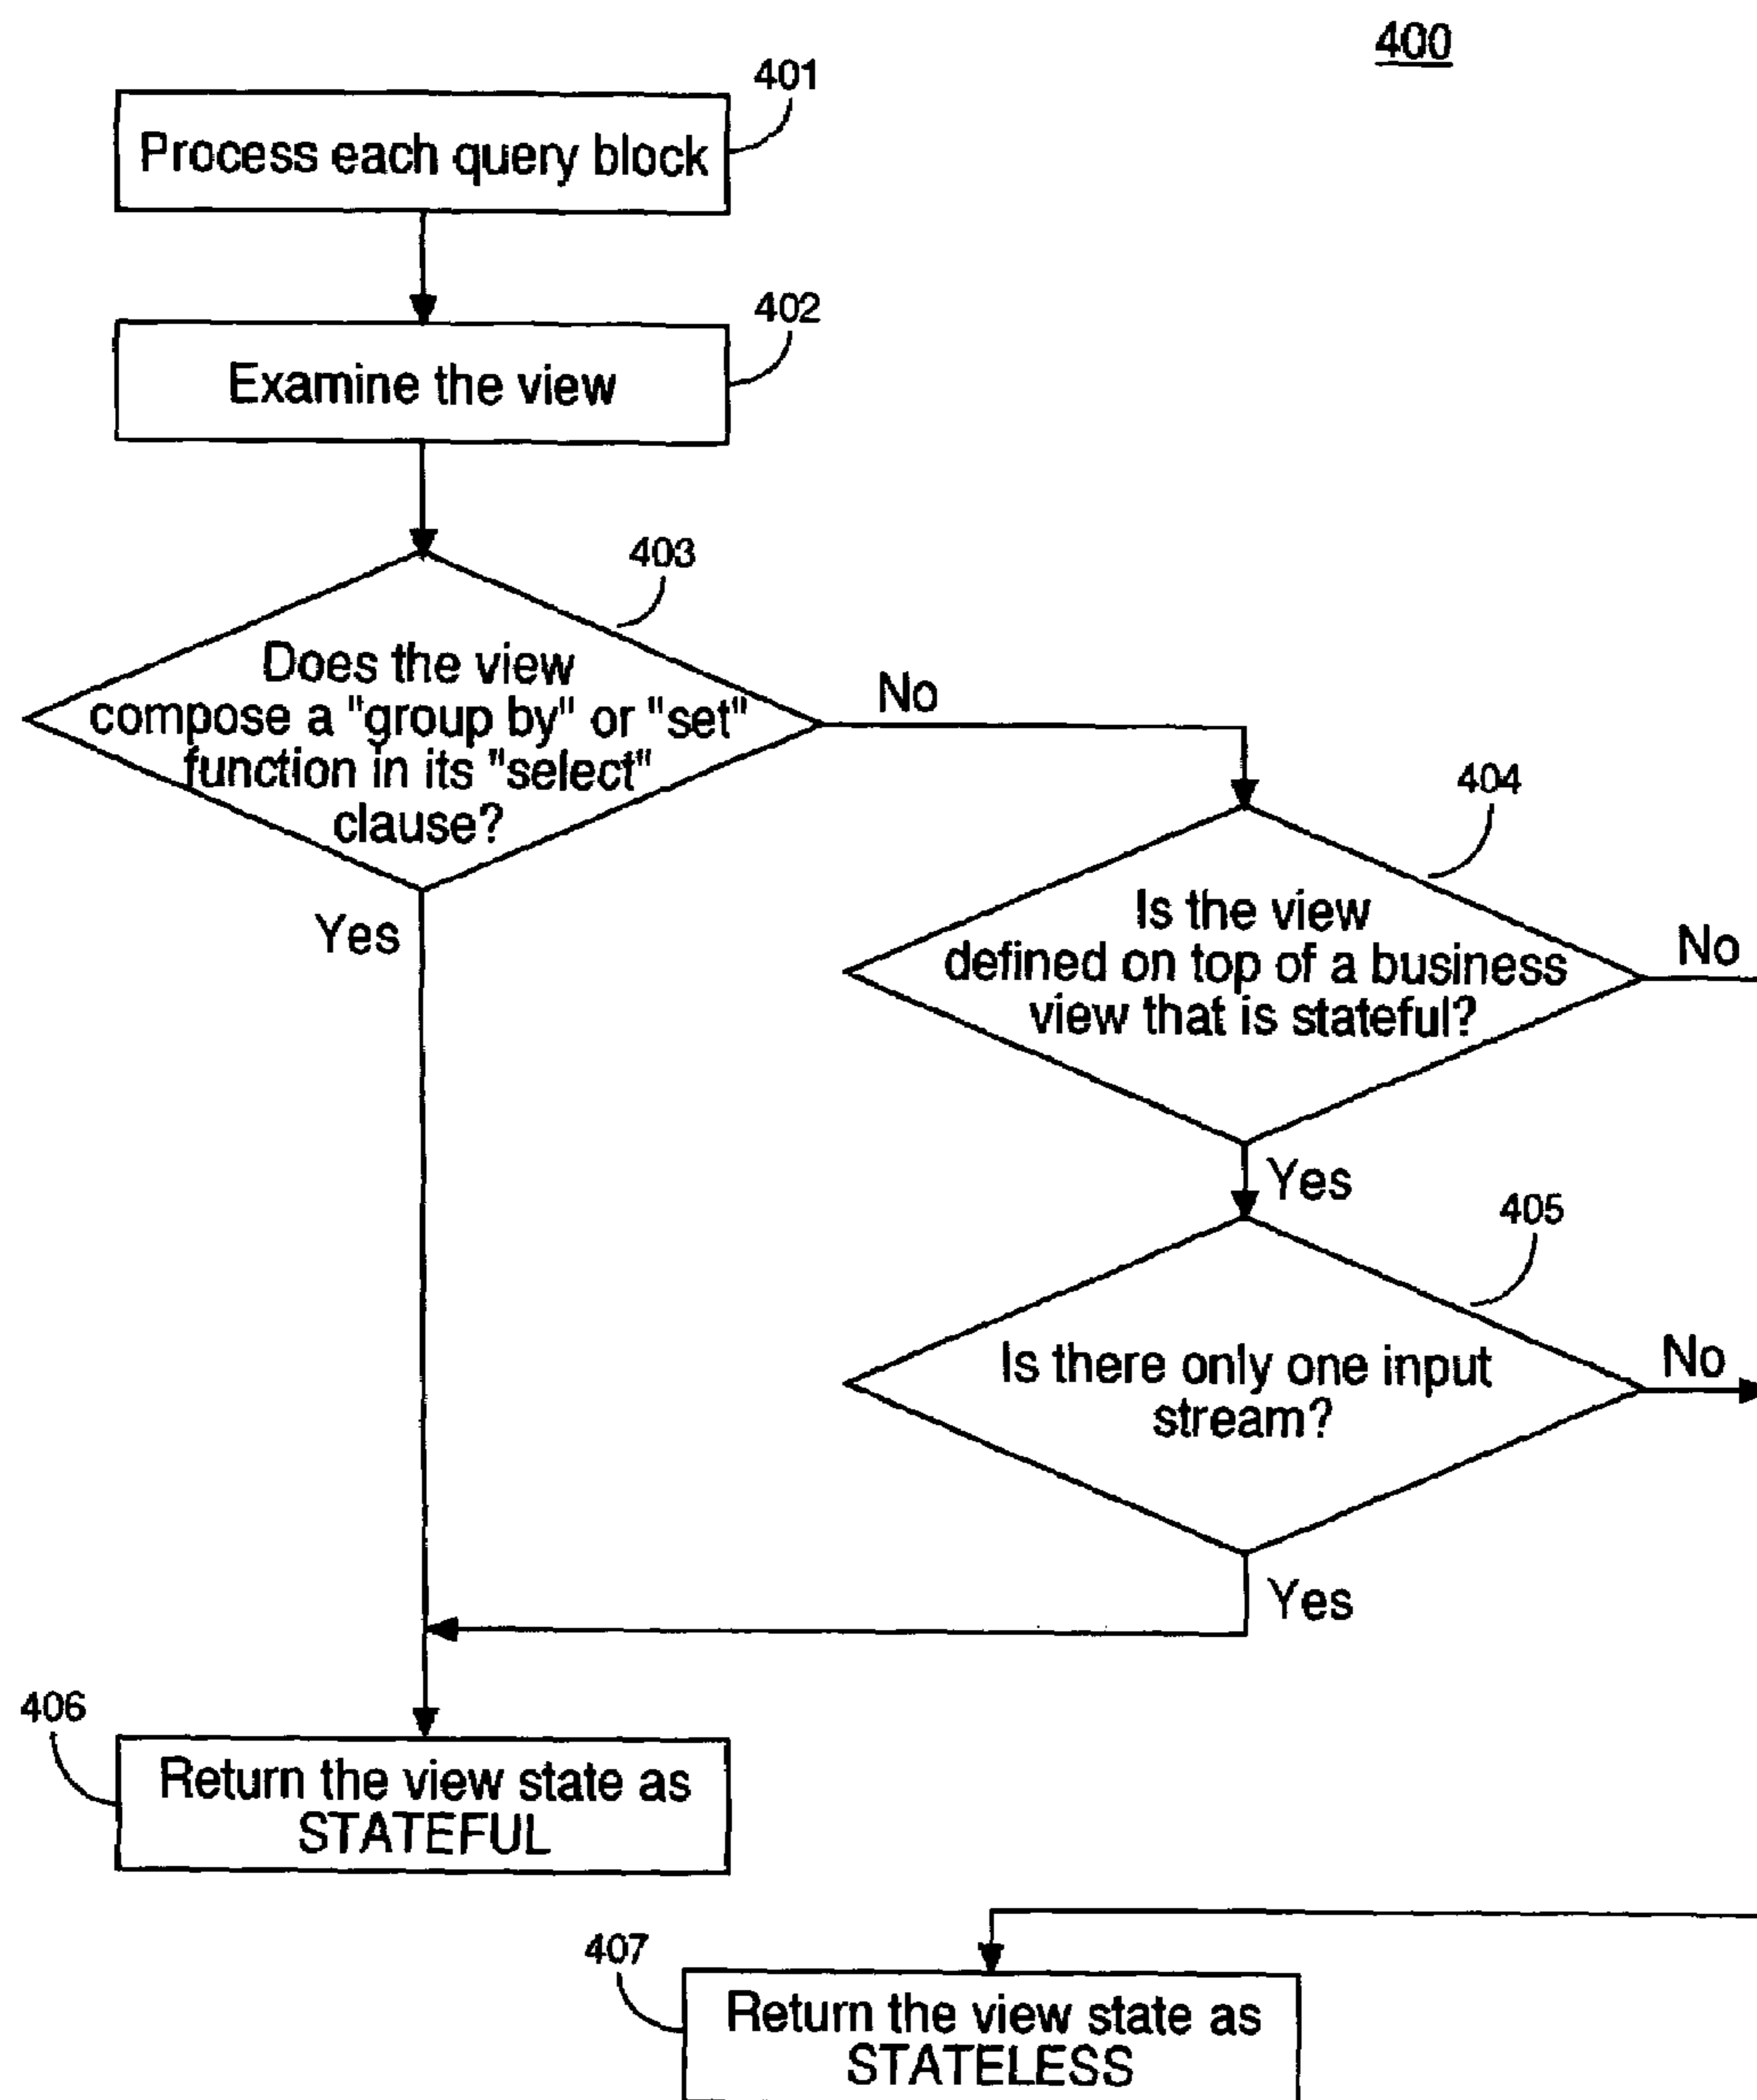 400
401
Process each query block
402
Examine the view
403
Does the view
compose a "group by" or "set"
function in its "select"
clause?
No
Yes
404
Is the view
defined on top of a business
view that is stateful?
No
Yes
405
Is there only one input
stream?
No
Yes
406
Return the view state as
STATEFUL
407
Return the view state as
STATELESS